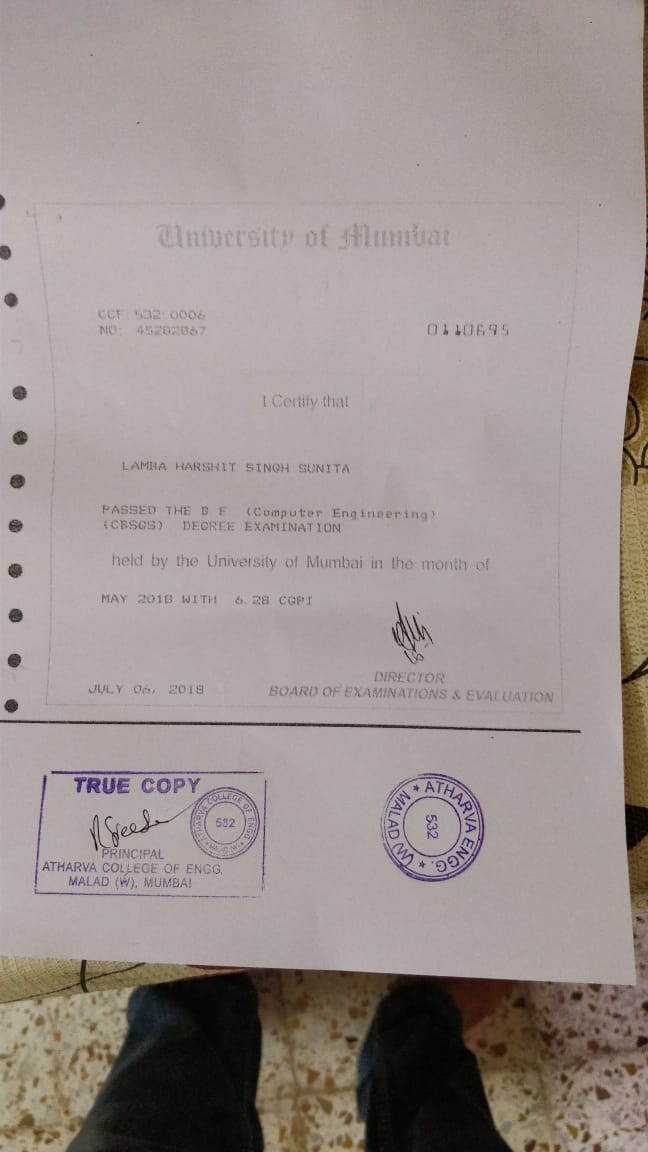 University of Mumbai
CCF:532:0006
NO: 45282867
0110695
I Certify that
LAMBA HARSHIT SINGH SUNITA
PASSED THE B.E. (Computer Engineering)
(CBSGS) DEGREE EXAMINATION
held by the University of Mumbai in the month of
MAY 2018 WITH 6.28 CGPI
DIRECTOR
JULY 06, 2018 BOARD OF EXAMINATIONS & EVALUATION
TRUE COPY
ATHARVA COLLEGE OF ENGG.
MALAD (W)
532
PRINCIPAL
ATHARVA COLLEGE OF ENGG.
MALAD (W), MUMBAI
ATHARVA ENGG.
MALAD (W)
532